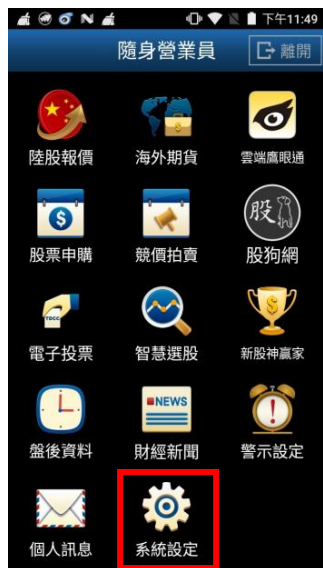 下午11:49
隨身營業員
離開
陸股報價
海外期貨
雲端鷹眼通
股票申購
競價拍賣
股
股狗網
TDCC
電子投票
智慧選股
新股神贏家
NEWS
盤後資料
財經新聞
警示設定
個人訊息
系統設定